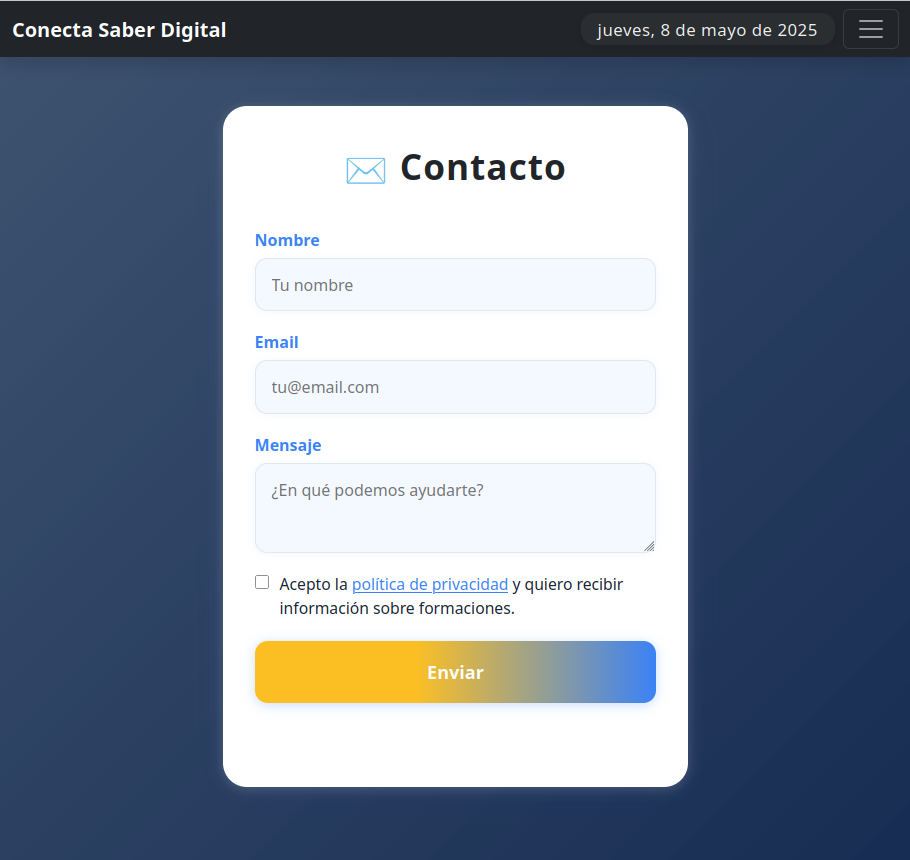 Conecta Saber Digital
jueves, 8 de mayo de 2025
Contacto
Nombre
Tu nombre
Email
tu@email.com
Mensaje
¿En qué podemos ayudarte?
Acepto la política de privacidad y quiero recibir
información sobre formaciones.
Enviar